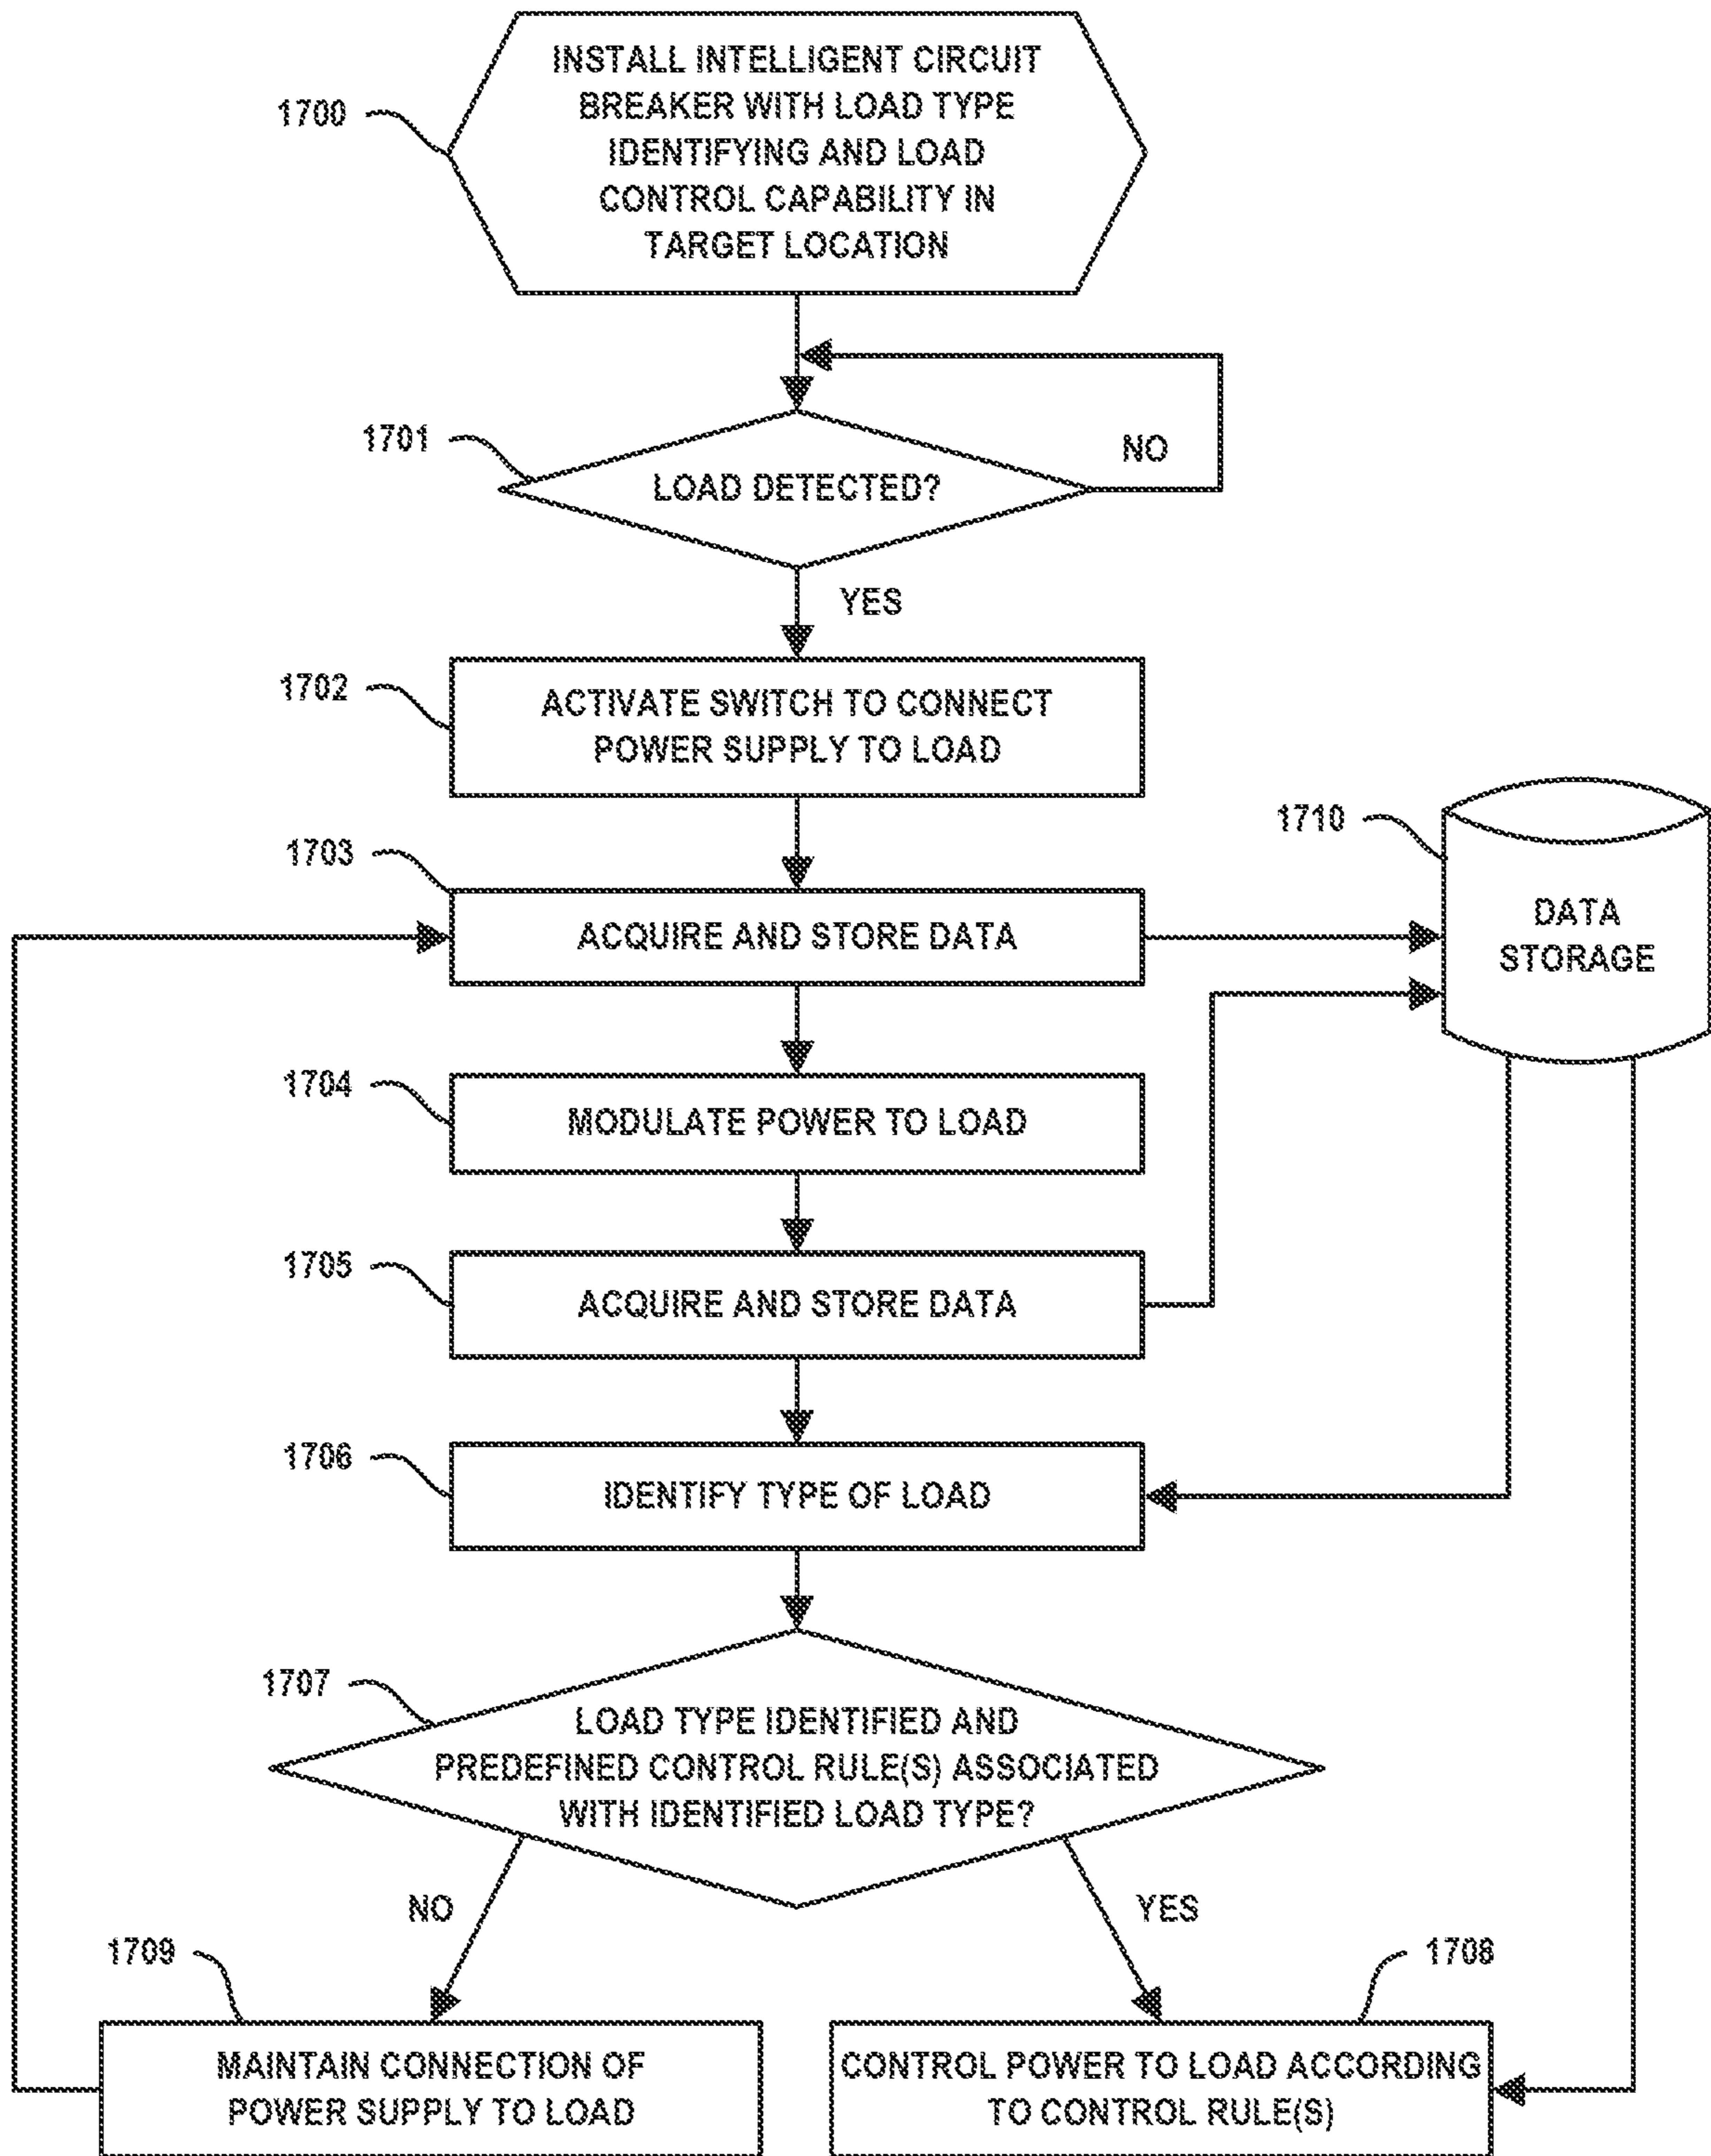 INSTALL INTELLIGENT CIRCUIT
BREAKER WITH LOAD TYPE
IDENTIFYING AND LOAD
CONTROL CAPABILITY IN
TARGET LOCATION
1700
1701
LOAD DETECTED?
NO
YES
1702
ACTIVATE SWITCH TO CONNECT
POWER SUPPLY TO LOAD
1703
ACQUIRE AND STORE DATA
1710
DATA
STORAGE
1704
MODULATE POWER TO LOAD
1705
ACQUIRE AND STORE DATA
1706
IDENTIFY TYPE OF LOAD
1707
LOAD TYPE IDENTIFIED AND
PREDEFINED CONTROL RULE(S) ASSOCIATED
WITH IDENTIFIED LOAD TYPE?
NO
YES
1709
MAINTAIN CONNECTION OF
POWER SUPPLY TO LOAD
1708
CONTROL POWER TO LOAD ACCORDING
TO CONTROL RULE(S)